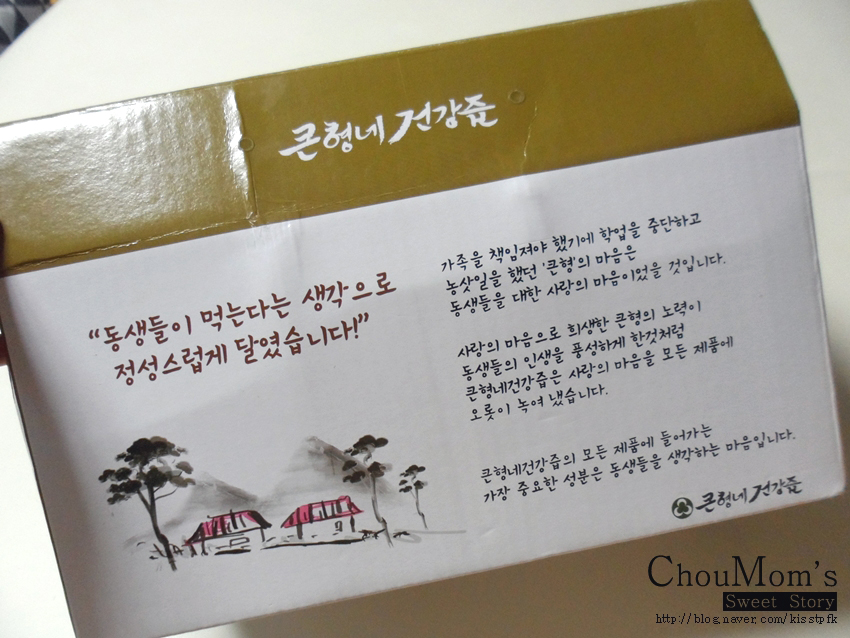 큰형네 건강즙
“동생들이 먹는다는 생각으로
정성스럽게 달였습니다!”
가족을 책임져야 했기에 학업을 중단하고
농삿일을 했던 '큰형'의 마음은
동생들을 대한 사랑의 마음이었을 것입니다.
사랑의 마음으로 희생한 큰형의 노력이
동생들의 인생을 풍성하게 한것처럼
큰형네건강즙은 사랑의 마음을 모든 제품에
오롯이 녹여 냈습니다.
큰형네건강즙의 모든 제품에 들어가는
가장 중요한 성분은 동생들을 생각하는 마음입니다.
큰형네 건강즙
ChouMom's
Sweet Story
http://blog.naver.com/kisstpfk